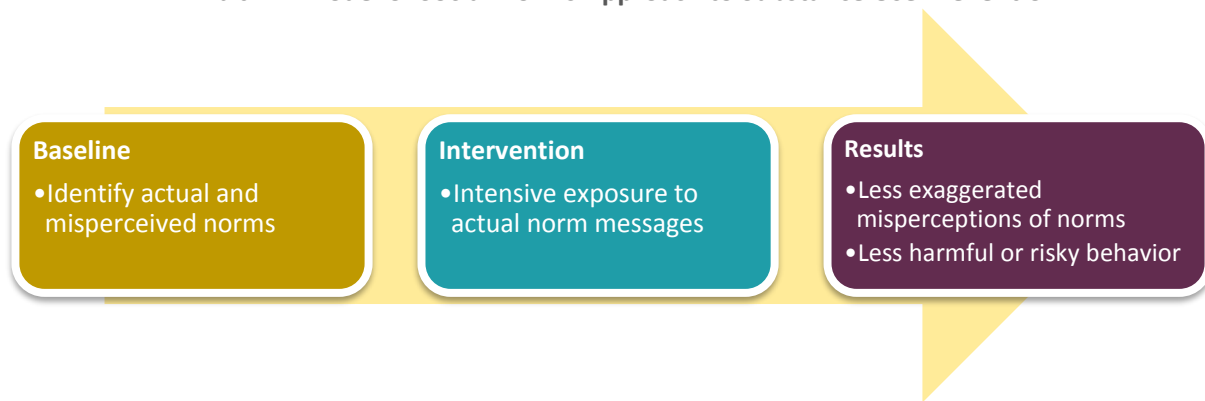 Baseline
•Identify actual and
misperceived norms
Intervention
•Intensive exposure to
actual norm messages
Results
•Less exaggerated
misperceptions of norms
•Less harmful or risky behavior